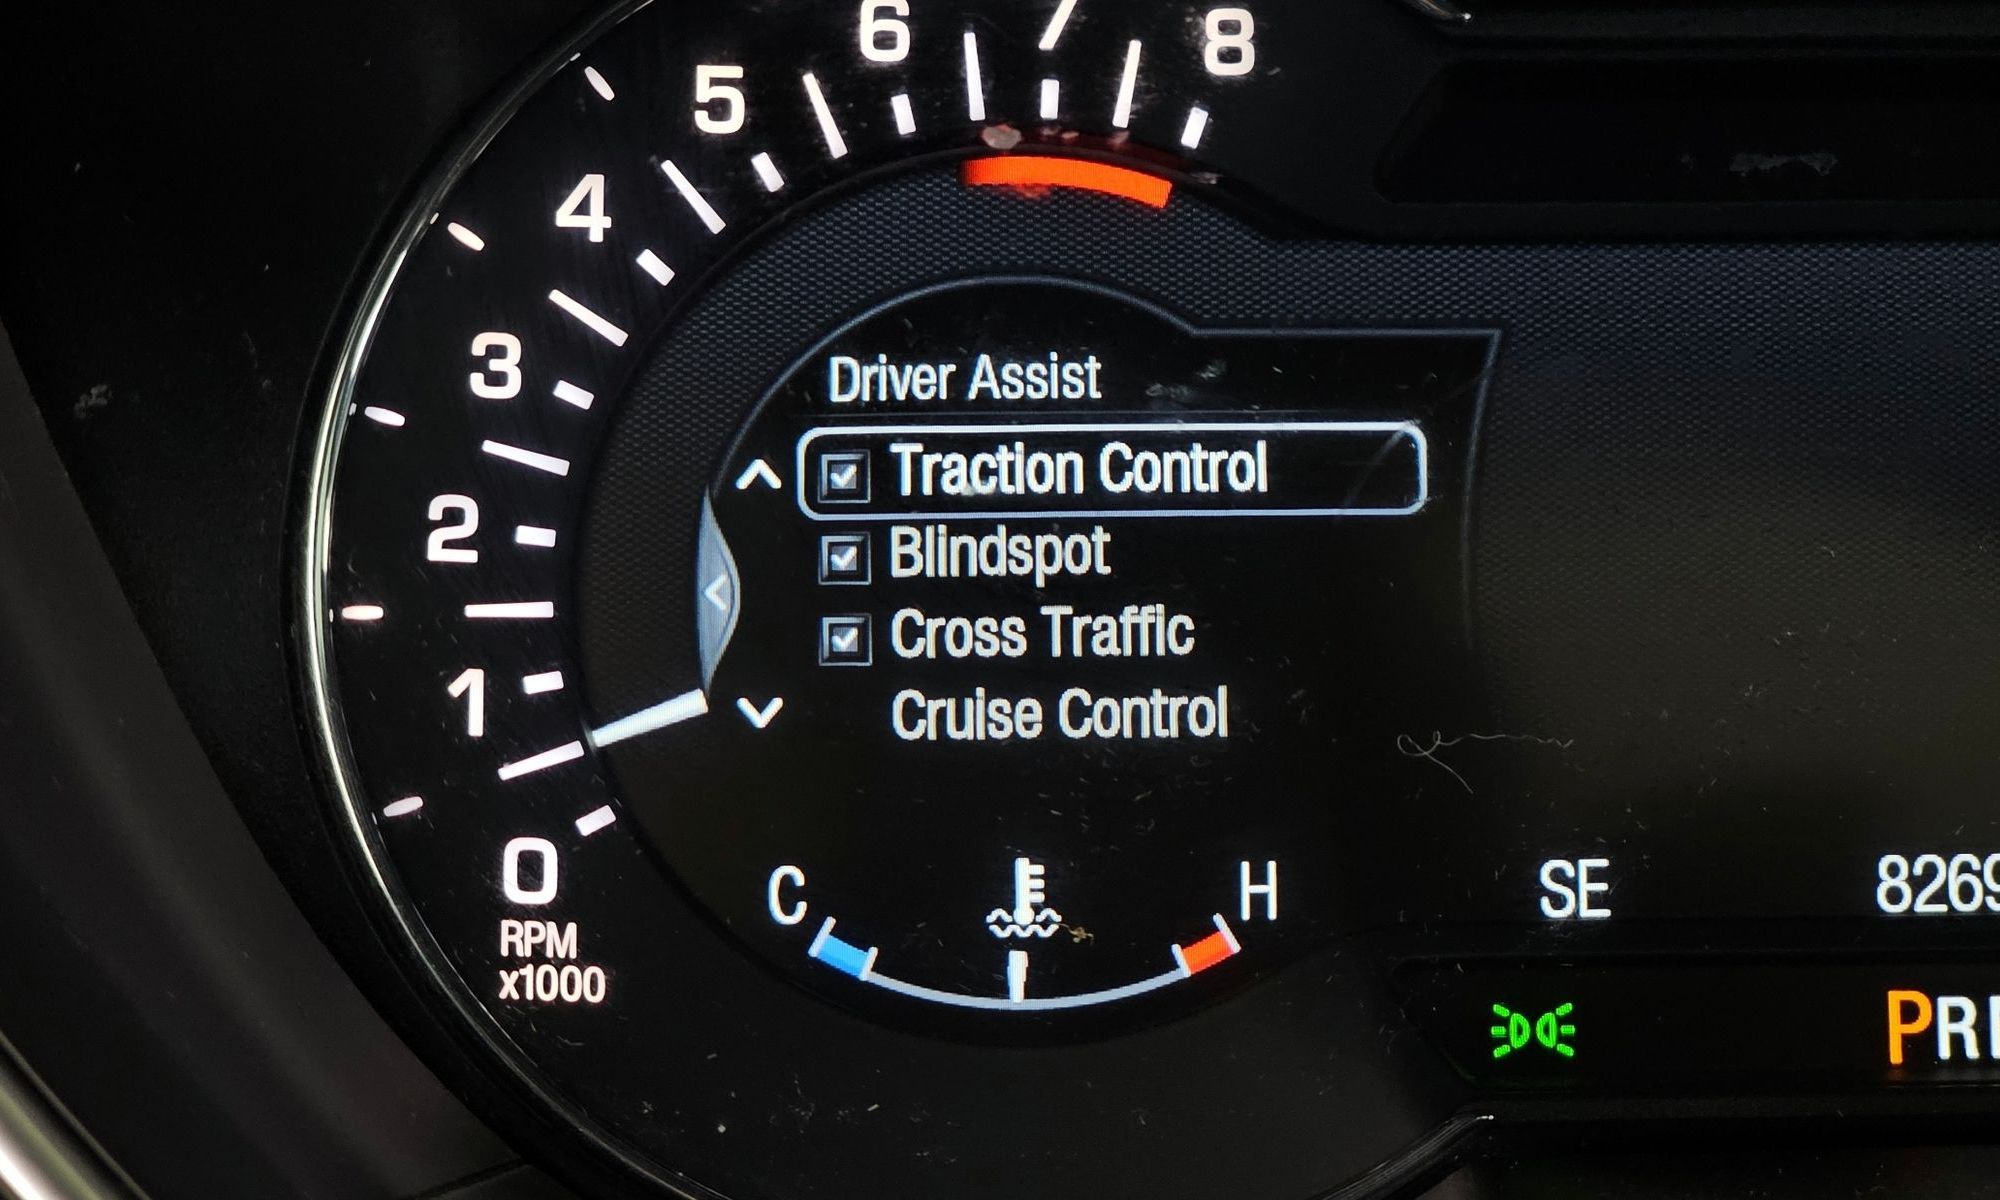 6 7 8
5
4
3
2
1
0
RPM
x1000
Driver Assist
Traction Control
Blindspot
Cross Traffic
Cruise Control
C H
SE 8269
PR